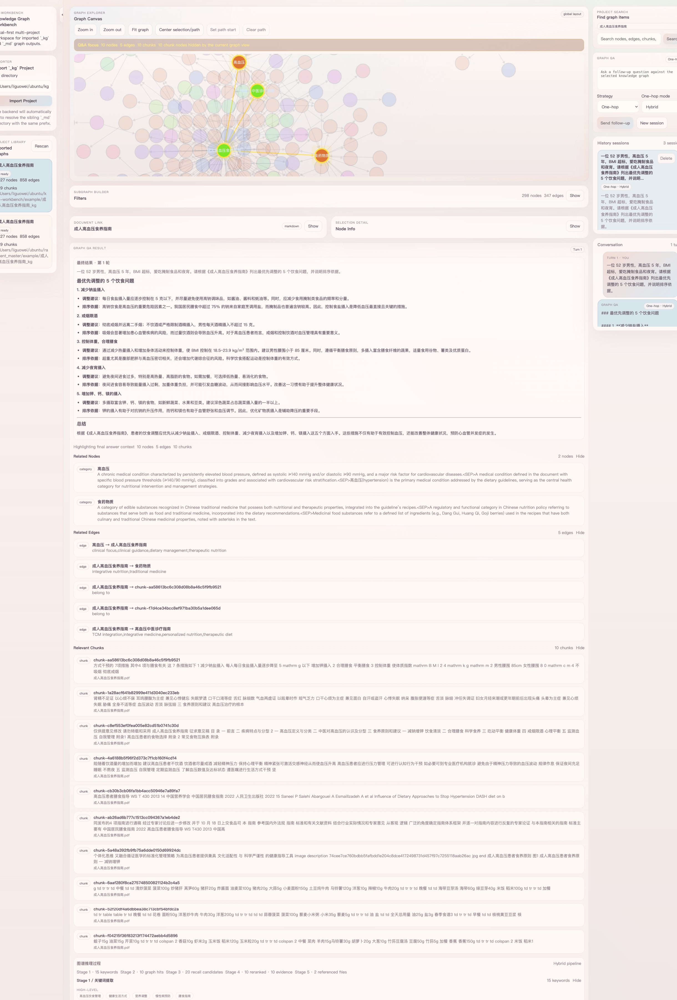 -WORKBENCH
owledge Graph
rkbench
cal-first multi-project
rkspace for imported `_kg`
d `_md` graph outputs.
ORTER
port `_kg` Project
directory
Users/liguowei/ubuntu/kg
Import Project
e backend will automatically
to resolve the sibling `_md`
ectory with the same prefix.
OJECT LIBRARY
ported
aphs
Rescan
成人高血压食养指南
ready
27 nodes 858 edges
9 chunks
Users/liguowei/ubuntu/k
-workbench/example/成
人高血压食养指南_kg
成人高血压食养指南
ready
27 nodes 858 edges
9 chunks
Users/liguowei/ubuntu/ra
ent_master/example/成人
高血压食养指南_kg
GRAPH EXPLORER
Graph Canvas
global layout
Zoom in Zoom out Fit graph Center selection/path Set path start Clear path
Q&A focus 10 nodes 5 edges 10 chunks 10 chunk nodes hidden by the current graph view
高血压
中医诊
血压食
食药物质
SUBGRAPH BUILDER
Filters
298 nodes 347 edges Show
DOCUMENT LINK
成人高血压食养指南
markdown Show
SELECTION DETAIL
Node Info
Show
GRAPH QA RESULT
Turn 1
最终结果 · 第 1 轮
一位 52 岁男性，高血压 5 年，BMI 超标，爱吃腌制食品和夜宵。请根据《成人高血压食养指南》列出最优先调整的 5 个饮食问题，并说明排序依据。
最优先调整的 5 个饮食问题
1. 减少钠盐摄入
• 调整建议：每日食盐摄入量应逐步控制在 5 克以下，并尽量避免使用高钠调味品，如酱油、酱料和蚝油等。同时，应减少食用腌制类食品的频率和分量。
• 排序依据：高钠饮食是高血压的重要危险因素之一。我国居民膳食中超过 75% 的钠来自家庭烹调用盐，而腌制品也普遍含钠较高。因此，控制食盐摄入是降低血压最直接且关键的措施。
2. 戒烟限酒
• 调整建议：彻底戒烟并远离二手烟；不饮酒或严格限制酒精摄入，男性每天酒精摄入不超过 15 克。
• 排序依据：吸烟会显著增加患心血管疾病的风险，而过量饮酒则会导致血压升高。对于高血压患者而言，戒烟和控制饮酒对血压管理具有重要意义。
3. 控制体重，合理膳食
• 调整建议：通过减少热量摄入和增加身体活动来控制体重，使 BMI 控制在 18.5~23.9 kg/m² 范围内。建议男性腰围小于 85 厘米。同时，遵循平衡膳食原则，多摄入富含膳食纤维的蔬果，适量食用谷物、薯类及优质蛋白。
• 排序依据：超重尤其是腹部肥胖与高血压密切相关，还会增加代谢综合征的风险。科学饮食搭配运动是控制体重的有效方式。
4. 减少夜宵摄入
• 调整建议：避免夜间进食过多，特别是高热量、高脂肪的食物。如需加餐，可选择低热量、易消化的食物。
• 排序依据：夜间进食容易导致能量摄入过剩，加重体重负担，并可能引发血糖波动，从而间接影响血压水平。改善这一习惯有助于提升整体健康状况。
5. 增加钾、钙、镁的摄入
• 调整建议：多摄取富含钾、钙、镁的食物，如新鲜蔬菜、水果和豆类。建议深色蔬菜占总蔬菜摄入量的一半以上。
• 排序依据：钾的摄入有助于对抗钠的升压作用，而钙和镁也有助于血管舒张和血压调节。因此，优化矿物质摄入是辅助降压的重要手段。
总结
根据《成人高血压食养指南》，患者的饮食调整应优先从减少钠盐摄入、戒烟限酒、控制体重、减少夜宵摄入以及增加钾、钙、镁摄入这五个方面入手。这些措施不仅有助于有效控制血压，还能改善整体健康状况，预防心血管并发症的发生。
Highlighting final answer context 10 nodes 5 edges 10 chunks
Related Nodes
2 nodes Hide
category 高血压
A chronic medical condition characterized by persistently elevated blood pressure, defined as systolic ≥140 mmHg and/or diastolic ≥90 mmHg, and a major risk factor for cardiovascular diseases.<SEP>A medical condition defined in the document with
specific blood pressure thresholds (≥140/90 mmHg), classified into grades and associated with cardiovascular risk stratification.<SEP>高血压(hypertension) is the primary medical condition addressed by the dietary guidelines, serving as the central health
category for nutritional intervention and management strategies.
category 食药物质
A category of edible substances recognized in Chinese traditional medicine that possess both nutritional and therapeutic properties, integrated into the guideline's recipes.<SEP>A regulatory and functional category in Chinese nutrition policy referring to
substances that serve both as food and traditional medicine, incorporated into the dietary recommendations.<SEP>Medicinal food substances refer to a defined list of ingredients (e.g., Dang Gui, Huang Qi, Goji berries) used in the recipes that have both
culinary and traditional Chinese medicinal properties, noted with asterisks in the text.
Related Edges
5 edges Hide
edge 高血压 → 成人高血压食养指南
clinical focus,clinical guidance,dietary management,therapeutic nutrition
edge 成人高血压食养指南 → 食药物质
integrative nutrition,traditional medicine
edge 成人高血压食养指南 → chunk-aa58613bc6c308d08b8a46c5f9fb9521
belong to
edge 成人高血压食养指南 → chunk-f7d4ce34bcc8ef971ba30b5a1dee065d
belong to
edge 成人高血压食养指南 → 高血压中医诊疗指南
TCM integration,integrative medicine,personalized nutrition,therapeutic diet
Relevant Chunks
10 chunks Hide
chunk chunk-aa58613bc6c308d08b8a46c5f9fb9521
方式干预的 7项措施 其中4 项与膳食有关 这 7 条措施如下 1 减少钠盐摄入 每人每日食盐摄入量逐步降至 5 mathrm g 以下 增加钾摄入 2 合理膳食 平衡膳食 3 控制体重 使体质指数 mathrm B M I 2 4 mathrm k g mathrm m 2 男性腰围 85cm 女性腰围 8 0 mathrm c m 4 不
吸烟 彻底戒烟
成人高血压食养指南.pdf
chunk chunk-1a28acf641b82999e411d3040ec233eb
肾精不足证 以心烦不寐 耳鸣腰酸为主症 兼见心悸健忘 失眠梦遗 口干口渴等症 舌红 脉细数 气血两虚证 以眩晕时作 短气乏力 口干心烦为主症 兼见面白 自汗或盗汗 心悸失眠 纳呆 腹胀便溏等症 舌淡 脉细 冲任失调证 妇女月经来潮或更年期前后出现头痛 头晕为主症 兼见心烦
失眠 胁痛 全身不适等症 血压波动 舌淡 脉弦细 三 食养原则和建议 高血压治疗的根本
成人高血压食养指南.pdf
chunk chunk-c8ef553ef0fea005e82cd51b0741c30d
仅供提意见修改 请勿转载和采用 成人高血压食养指南 征求意见稿 目 录 一 前言 二 疾病特点与分型 2 一 高血压定义与分类 二 中医对高血压的认识及分型 三 食养原则和建议 一 减钠增钾 饮食清淡 二 合理膳食 科学食养 三 吃动平衡 健康体重 四 戒烟限酒 心理平衡 五 监测血
压 自我管理 附录1 高血压患者的食物选择 附录 2 常见食物互换表 附录
成人高血压食养指南.pdf
chunk chunk-4a6188b5f96f2d373c7f1cb160f4cd14
险随着饮酒量的增加而增加 建议高血压患者不饮酒 饮酒者尽量戒酒 减轻精神压力 保持心理平衡 精神紧张可激活交感神经从而使血压升高 高血压患者应进行压力管理 可进行认知行为干预 如必要可到专业医疗机构就诊 避免由于精神压力导致的血压波动 规律作息 保证夜间充足
睡眠 不熬夜 五 监测血压 自我管理 定期监测血压 了解血压数值及达标状态 遵医嘱进行生活方式干预 坚
成人高血压食养指南.pdf
chunk chunk-cb30b3cb06fa1bb4acc50946e7a89fa7
高血压患者膳食指导 WS T 430 2013 14 中国营养学会 中国居民膳食指南 2022 人民卫生出版社 2022 15 Saneei P Salehi Abargouei A Esmaillzadeh A et al Influence of Dietary Approaches to Stop Hypertension DASH diet on b
成人高血压食养指南.pdf
chunk chunk-ab26ad6b777c1513cc094367a1eb4de2
同发布的4 项指南进行通稿 经过专家讨论后进一步修改 并于 10 月 18 日上交食品司 本 指南 参考国内外法规 指南 标准和有关文献资料 结合行业实际情况和专家意见 从客观 逻辑 广泛的角度确定指南体系框架 并逐一对指南内容进行反复的专家论证 与本指南相关的指南 标准主
要有 中国居民膳食指南 2022 高血压患者膳食指导 WS T430 2013 中国高
成人高血压食养指南.pdf
chunk chunk-5a48a392fb9fb75a6dde0150d69924dc
个体化思维 又融合循证医学的标准化管理策略 为高血压患者提供兼具 文化适配性 与 科学严谨性 的健康指导工具 image description 74cee7ce760bdbb5fafbdd1e204c8dce4172498731d457f97c7255118aab26ac jpg end 成人高血压患者食养原则 图1 成人高血压患者食养原
则 一 减钠增钾
成人高血压食养指南.pdf
chunk chunk-6aaf280f8ca275748500821124b2c4a5
g td tr tr td 中餐 td td 清炒菠菜 菠菜100g 炒猪肝 莴笋60g 猪肝20g 炸酱面 油麦菜100g 猪肉20g 大蒜5g 小麦面粉150g 土豆炖牛肉 马铃薯120g 洋葱10g 辣椒10g 牛肉20g td tr tr td 晚餐 td td 海带豆芽汤 海带60g 绿豆芽40g 米饭 稻米100g td tr tr td 加餐
成人高血压食养指南.pdf
chunk chunk-52f20df4a6dbbea38c713cbf54bfdc2a
td tr table table tr td 晚餐 td td 花卷 面粉50g 洋葱炒牛肉 牛肉30g 洋葱200g td tr tr td td td 蒜蓉菠菜 菠菜100g 藜麦小米粥 小米35g 藜麦5g td tr tr td 油 盐 td td 全天总用量 油25g 盐3g 春季食谱3 td tr tr td 早餐 td td 核桃黄豆豆浆 核
成人高血压食养指南.pdf
chunk chunk-f04215f36f83213f174472aebb4d5896
蚬子15g 油菜15g 芹菜10g td tr tr td colspan 2 香菇10g 虾米2g 玉米饭 稻米120g 玉米粒20g td tr tr td colspan 2 中餐 菜肉 羊肉15g马铃薯30g 胡萝卜20g 大葱10g 竹荪豆腐汤 豆腐50g 竹荪5g 加餐 香蕉 香蕉150g td tr tr td colspan 2 米饭 稻米1
成人高血压食养指南.pdf
图谱推理过程
Hybrid pipeline
Stage 1 · 15 keywords Stage 2 · 10 graph hits Stage 3 · 20 recall candidates Stage 4 · 10 reranked · 10 evidence Stage 5 · 2 referenced files
Stage 1 / 关键词提取
15 keywords Hide
HIGH-LEVEL
高血压饮食管理 健康生活方式 营养调整 慢性病预防 膳食指南
PROJECT SEARCH
Find graph items
成人高血压食养指南
Search nodes, edges, chunks,
Searc
GRAPH QA
One-h
Ask a follow-up question against the
selected knowledge graph
Strategy One-hop mode
One-hop Hybrid
Send follow-up New session
History sessions
3 sessi
一位 52 岁男性，高血压 5
年，BMI 超标，爱吃腌制食品
和夜宵。请根据《成人高血压
食养指南》列出最优先调整的
5 个饮食问题，并说明...
Delete
One-hop · Hybrid
一位 52 岁男性，高血压 5
年，BMI 超标，爱吃腌制食品
和夜宵。请根据《成人高血压
食养指南》列出最优先调整的
5 个饮食问题，并说明排序依
据。
Conversation
1 tu
TURN 1 · YOU
一位 52 岁男性，高血压 5 年，BMI
超标，爱吃腌制食品和夜宵。请根据
《成人高血压食养指南》列出最优先
调整的 5 个饮食问题，并说明排序依
据。
GRAPH QA
One-hop · Hybrid
### 最优先调整的 5 个饮食问题
#### 1. **减少钠盐摄入**